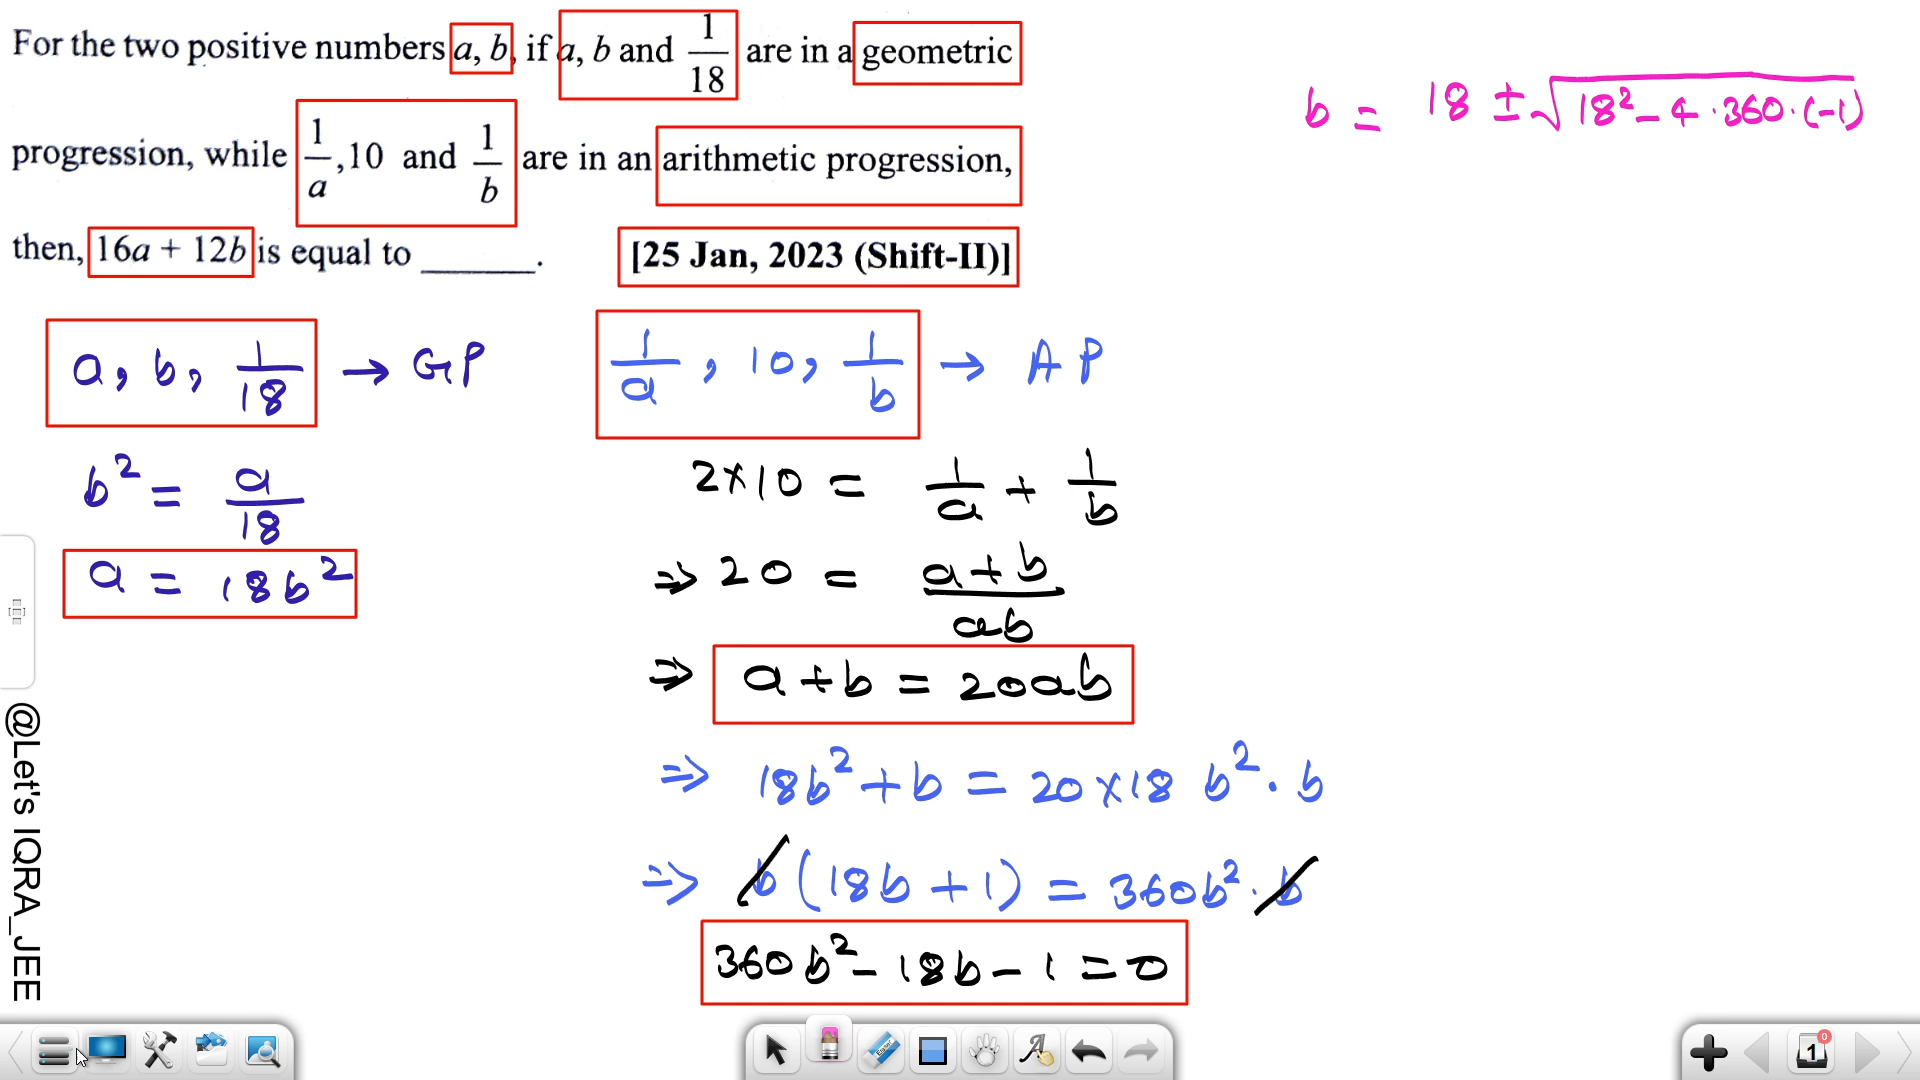 For the two positive numbers a, b, if a, b and 1/18 are in a geometric
progression, while 1/a, 10 and 1/b are in an arithmetic progression,
then, 16a + 12b is equal to ______. [25 Jan, 2023 (Shift-II)]
b = 18 ± √(18² - 4·360·(-1))
a, b, 1/18 → GP
b² = a/18
a = 18b²
1/a, 10, 1/b → AP
2×10 = 1/a + 1/b
⇒ 20 = (a+b)/ab
⇒ a+b = 20ab
⇒ 18b² + b = 20×18 b²·b
⇒ b(18b+1) = 360b²·b
360b² - 18b - 1 = 0
@Let's IQRA_JEE
Eraser
1
0